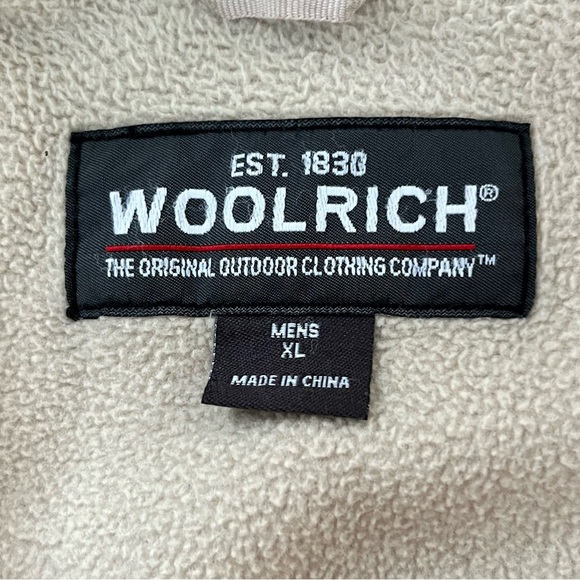 EST. 1830
WOOLRICH®
THE ORIGINAL OUTDOOR CLOTHING COMPANY™
MENS
XL
MADE IN CHINA